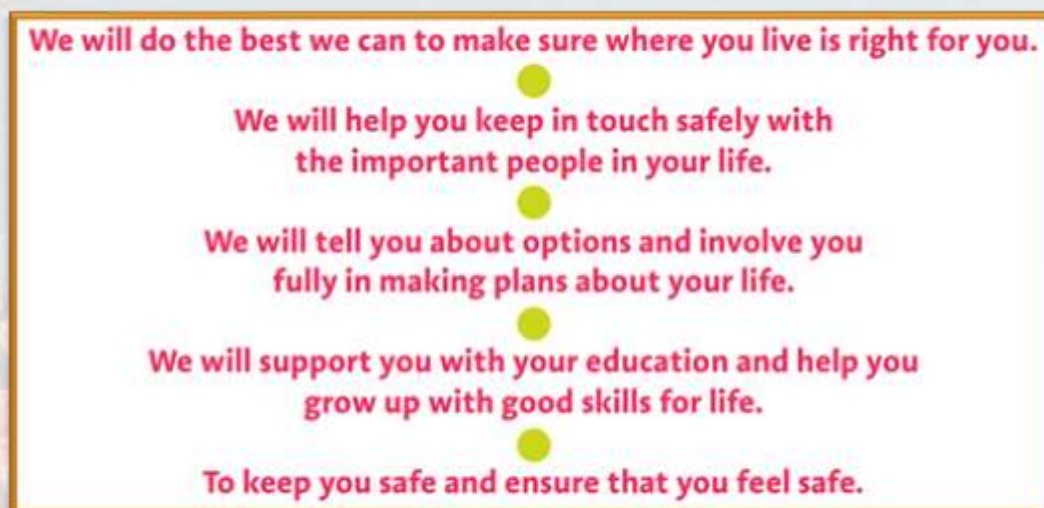 We will do the best we can to make sure where you live is right for you.
We will help you keep in touch safely with
the important people in your life.
We will tell you about options and involve you
fully in making plans about your life.
We will support you with your education and help you
grow up with good skills for life.
To keep you safe and ensure that you feel safe.